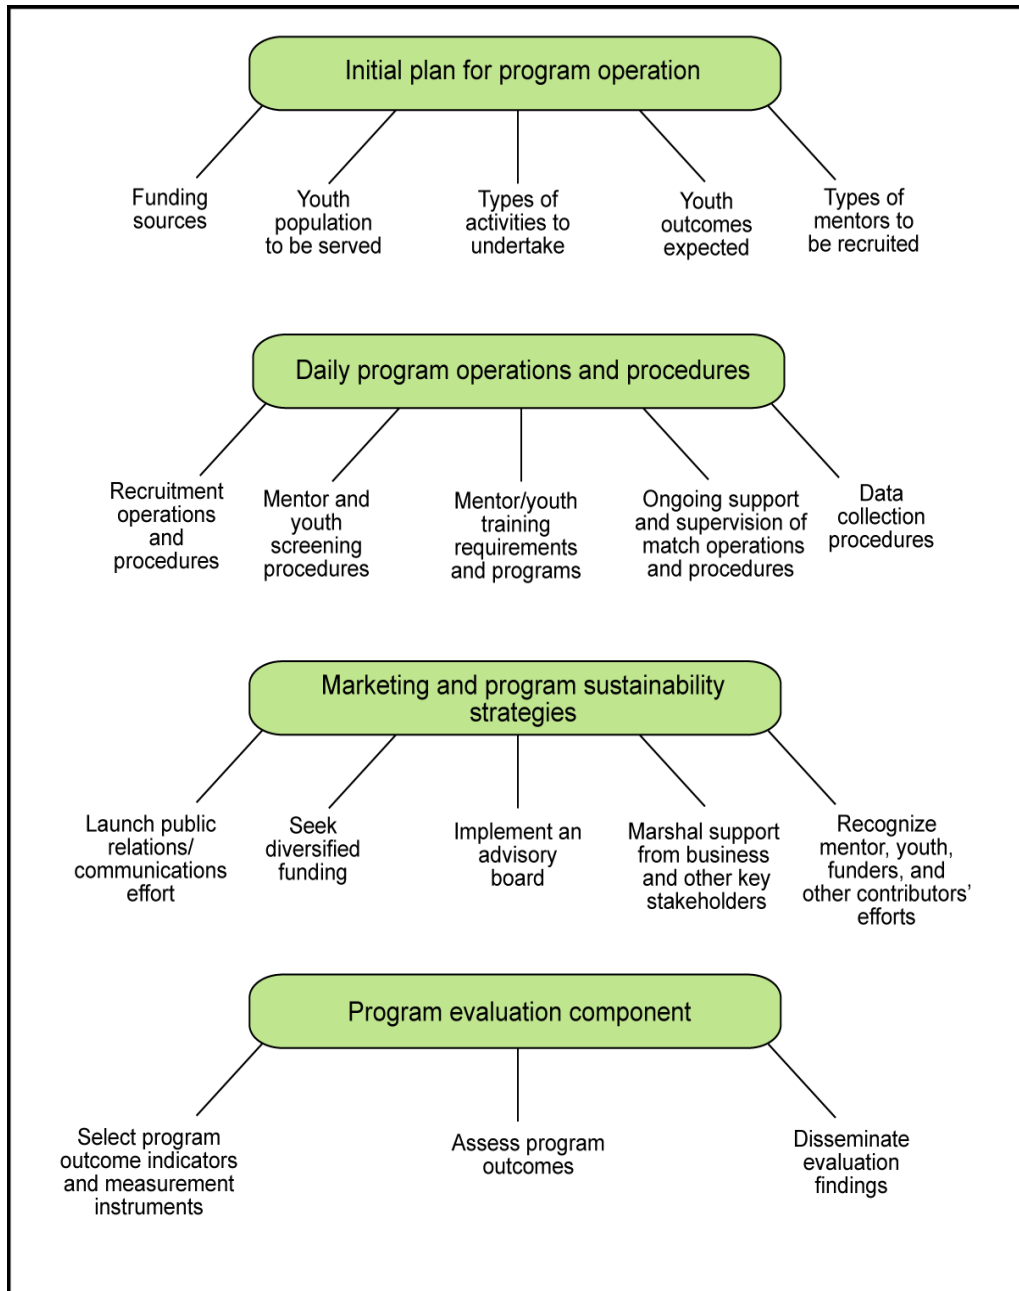 Initial plan for program operation
Funding
sources
Youth
population
to be served
Types of
activities to
undertake
Youth
outcomes
expected
Types of
mentors to
be recruited
Daily program operations and procedures
Recruitment
operations
and
procedures
Mentor and
youth
screening
procedures
Mentor/youth
training
requirements
and programs
Ongoing support
and supervision of
match operations
and procedures
Data
collection
procedures
Marketing and program sustainability
strategies
Launch public
relations/
communications
effort
Seek
diversified
funding
Implement an
advisory
board
Marshal support
from business
and other key
stakeholders
Recognize
mentor, youth,
funders, and
other contributors’
efforts
Program evaluation component
Select program
outcome indicators
and measurement
instruments
Assess program
outcomes
Disseminate
evaluation
findings